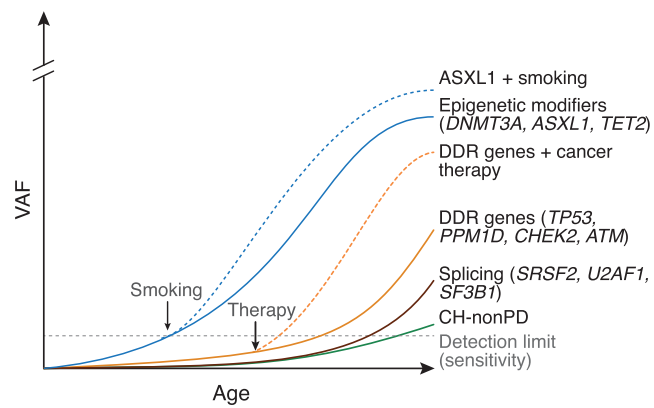 ASXL1 + smoking
Epigenetic modifiers
(DNMT3A, ASXL1, TET2)
DDR genes + cancer
therapy
VAF
DDR genes (TP53,
PPM1D, CHEK2, ATM)
Splicing (SRSF2, U2AF1,
SF3B1)
Smoking
Therapy
CH-nonPD
Detection limit
(sensitivity)
Age